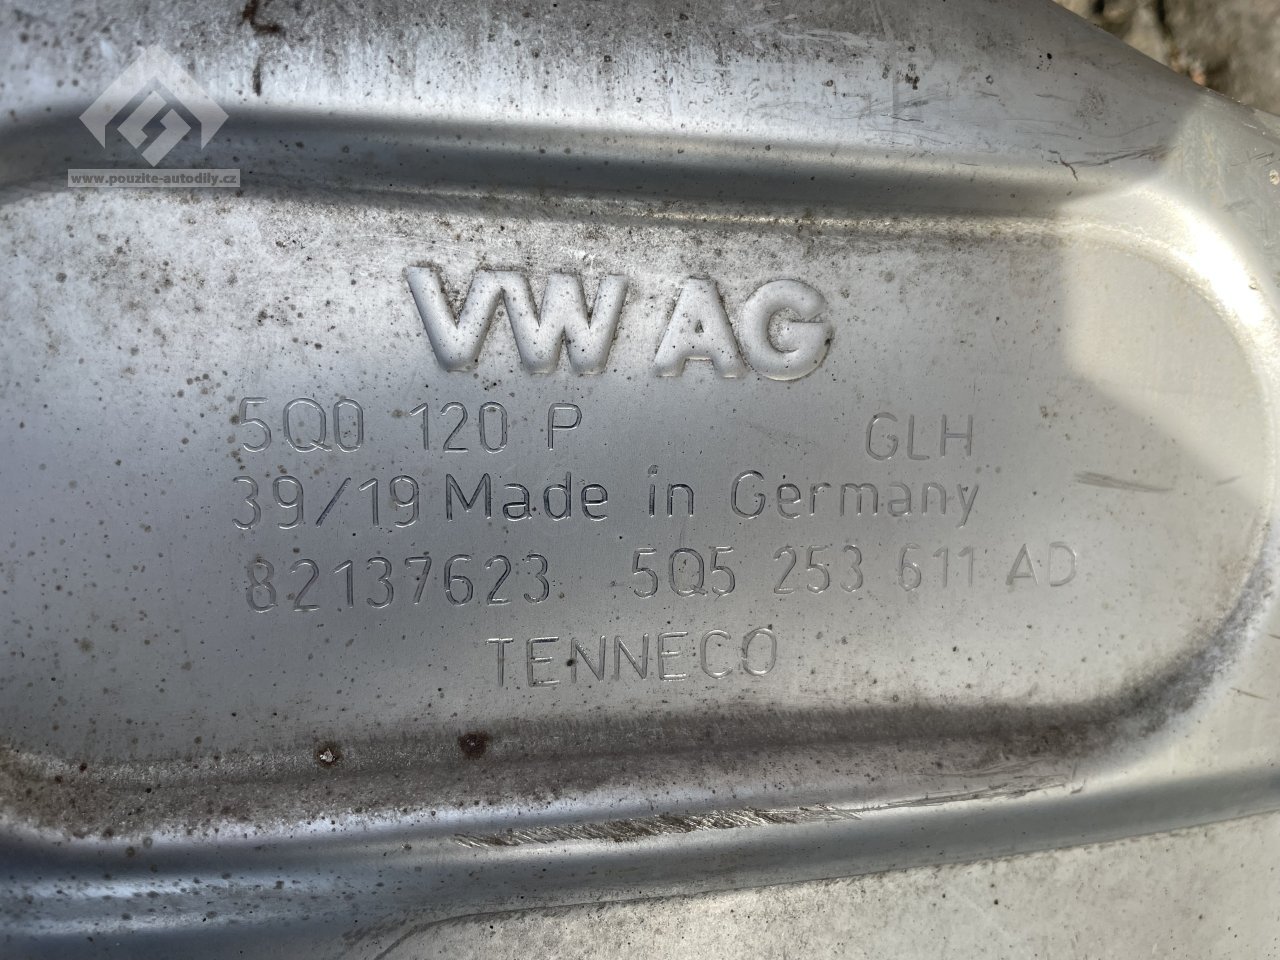 www.pouzite-autodily.cz
VW AG
5Q0 120 P GLH
39/19 Made in Germany
82137623 5Q5 253 611 AD
TENNECO